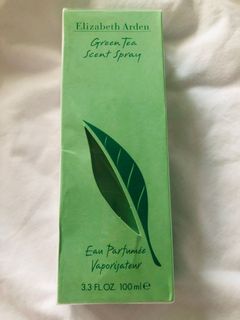 Elizabeth Arden
Green Tea
Scent Spray
Eau Parfumée
Vaporisateur
3.3 FL.OZ. 100 ml ℮